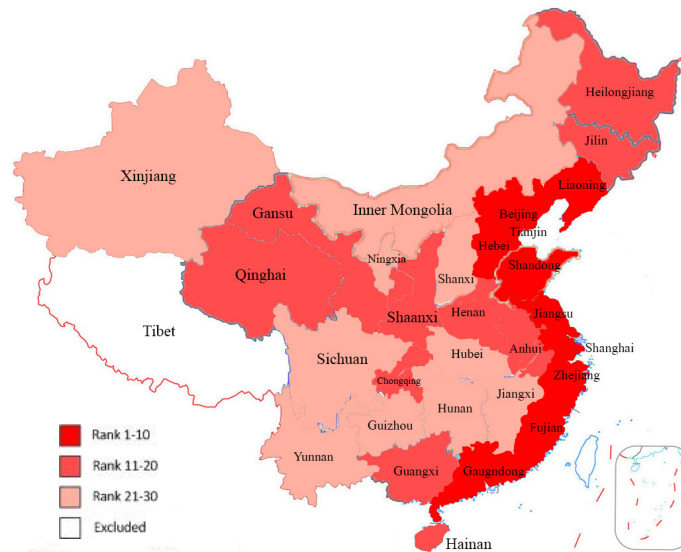 Heilongjiang
Jilin
Liaoning
Xinjiang
Gansu
Inner Mongolia
Beijing
Tianjin
Hebei
Ningxia
Shanxi
Shandong
Qinghai
Shaanxi
Henan
Jiangsu
Tibet
Sichuan
Hubei
Anhui
Shanghai
Chongqing
Zhejiang
Hunan
Jiangxi
Guizhou
Fujian
Yunnan
Guangxi
Gaugndong
Hainan
Rank 1-10
Rank 11-20
Rank 21-30
Excluded